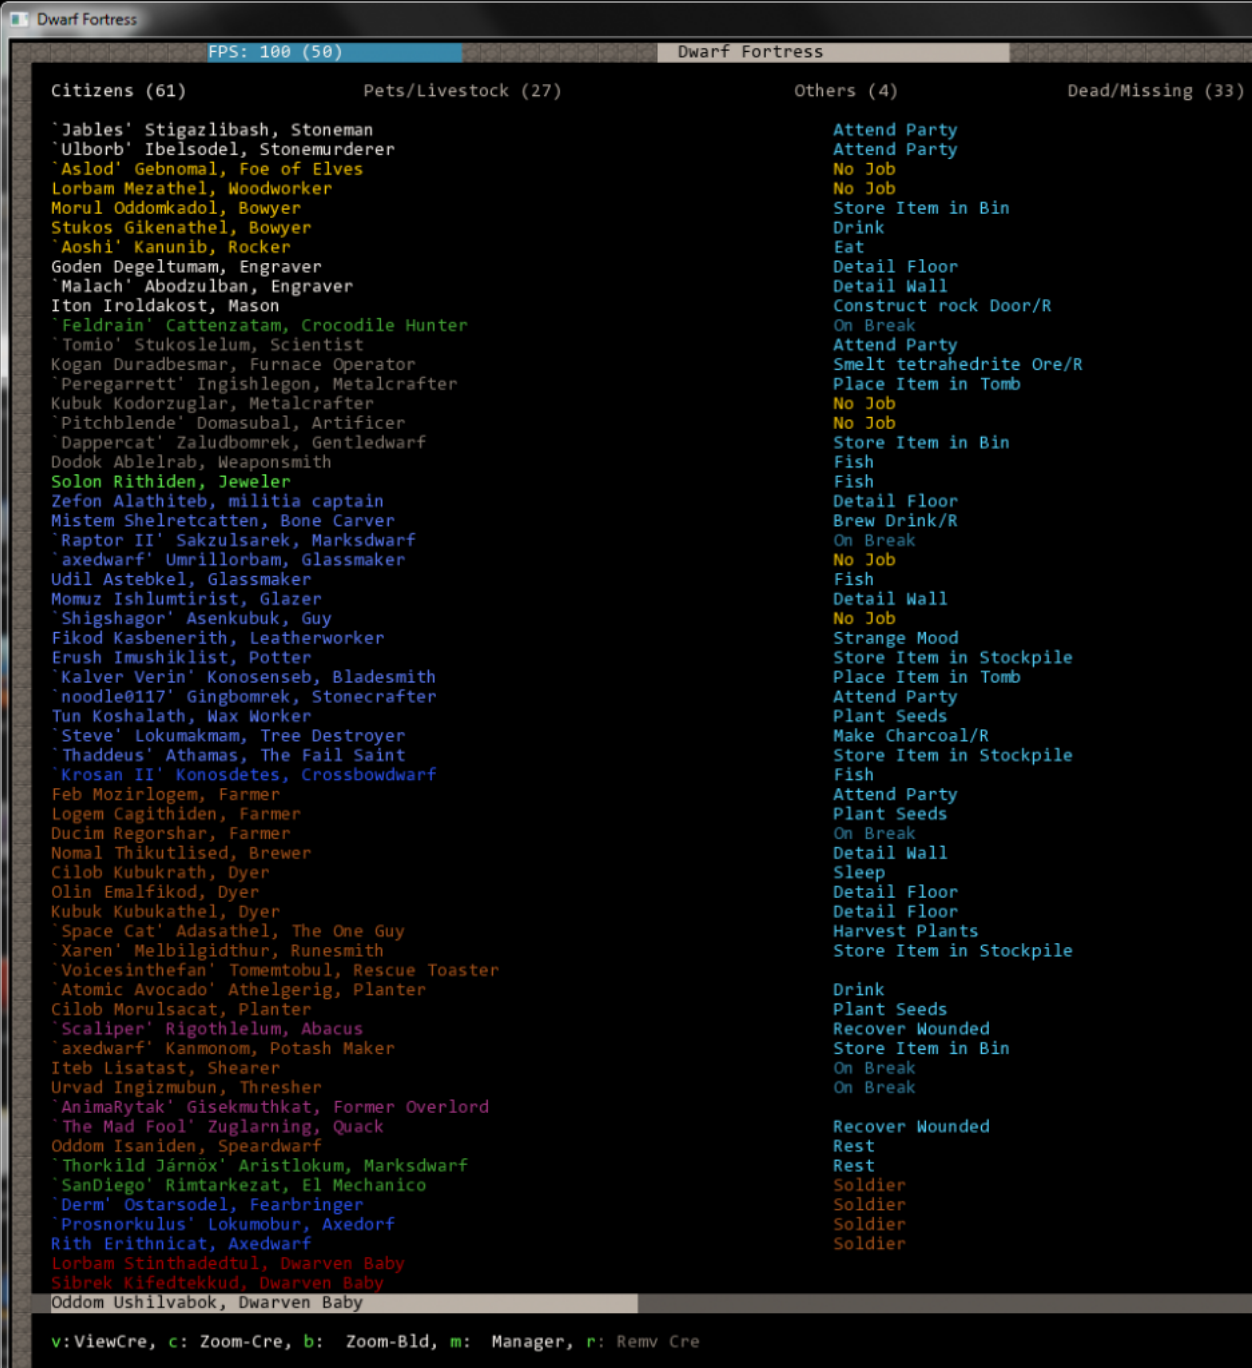 Dwarf Fortress
FPS: 100 (50) Dwarf Fortress
Citizens (61) Pets/Livestock (27) Others (4) Dead/Missing (33)
`Jables' Stigazlibash, Stoneman Attend Party
`Ulborb' Ibelsodel, Stonemurderer Attend Party
`Aslod' Gebnomal, Foe of Elves No Job
Lorbam Mezathel, Woodworker No Job
Morul Oddomkadol, Bowyer Store Item in Bin
Stukos Gikenathel, Bowyer Drink
`Aoshi' Kanunib, Rocker Eat
Goden Degeltumam, Engraver Detail Floor
`Malach' Abodzulban, Engraver Detail Wall
Iton Iroldakost, Mason Construct rock Door/R
`Feldrain' Cattenzatam, Crocodile Hunter On Break
`Tomio' Stukoslelum, Scientist Attend Party
Kogan Duradbesmar, Furnace Operator Smelt tetrahedrite Ore/R
`Peregarrett' Ingishlegon, Metalcrafter Place Item in Tomb
Kubuk Kodorzuglar, Metalcrafter No Job
`Pitchblende' Domasubal, Artificer No Job
`Dappercat' Zaludbomrek, Gentledwarf Store Item in Bin
Dodok Ablelrab, Weaponsmith Fish
Solon Rithiden, Jeweler Fish
Zefon Alathiteb, militia captain Detail Floor
Mistem Shelretcatten, Bone Carver Brew Drink/R
`Raptor II' Sakzulsarek, Marksdwarf On Break
`axedwarf' Umrillorbam, Glassmaker No Job
Udil Astebkel, Glassmaker Fish
Momuz Ishlumtirist, Glazer Detail Wall
`Shigshagor' Asenkubuk, Guy No Job
Fikod Kasbenerith, Leatherworker Strange Mood
Erush Imushiklist, Potter Store Item in Stockpile
`Kalver Verin' Konosenseb, Bladesmith Place Item in Tomb
`noodle0117' Gingbomrek, Stonecrafter Attend Party
Tun Koshalath, Wax Worker Plant Seeds
`Steve' Lokumakmam, Tree Destroyer Make Charcoal/R
`Thaddeus' Athamas, The Fail Saint Store Item in Stockpile
`Krosan II' Konosdetes, Crossbowdwarf Fish
Feb Mozirlogem, Farmer Attend Party
Logem Cagithiden, Farmer Plant Seeds
Ducim Regorshar, Farmer On Break
Nomal Thikutlised, Brewer Detail Wall
Cilob Kubukrath, Dyer Sleep
Olin Emalfikod, Dyer Detail Floor
Kubuk Kubukathel, Dyer Detail Floor
`Space Cat' Adasathel, The One Guy Harvest Plants
`Xaren' Melbilgidthur, Runesmith Store Item in Stockpile
`Voicesinthefan' Tomemtobul, Rescue Toaster
`Atomic Avocado' Athelgerig, Planter Drink
Cilob Morulsacat, Planter Plant Seeds
`Scaliper' Rigothlelum, Abacus Recover Wounded
`axedwarf' Kanmonom, Potash Maker Store Item in Bin
Iteb Lisatast, Shearer On Break
Urvad Ingizmubun, Thresher On Break
`AnimaRytak' Gisekmuthkat, Former Overlord
`The Mad Fool' Zuglarning, Quack Recover Wounded
Oddom Isaniden, Speardwarf Rest
`Thorkild Járnöx' Aristlokum, Marksdwarf Rest
`SanDiego' Rimtarkezat, El Mechanico Soldier
`Derm' Ostarsodel, Fearbringer Soldier
`Prosnorkulus' Lokumobur, Axedorf Soldier
Rith Erithnicat, Axedwarf Soldier
Lorbam Stinthadedtul, Dwarven Baby
Sibrek Kifedtekkud, Dwarven Baby
Oddom Ushilvabok, Dwarven Baby
v:ViewCre, c: Zoom-Cre, b: Zoom-Bld, m: Manager, r: Remv Cre